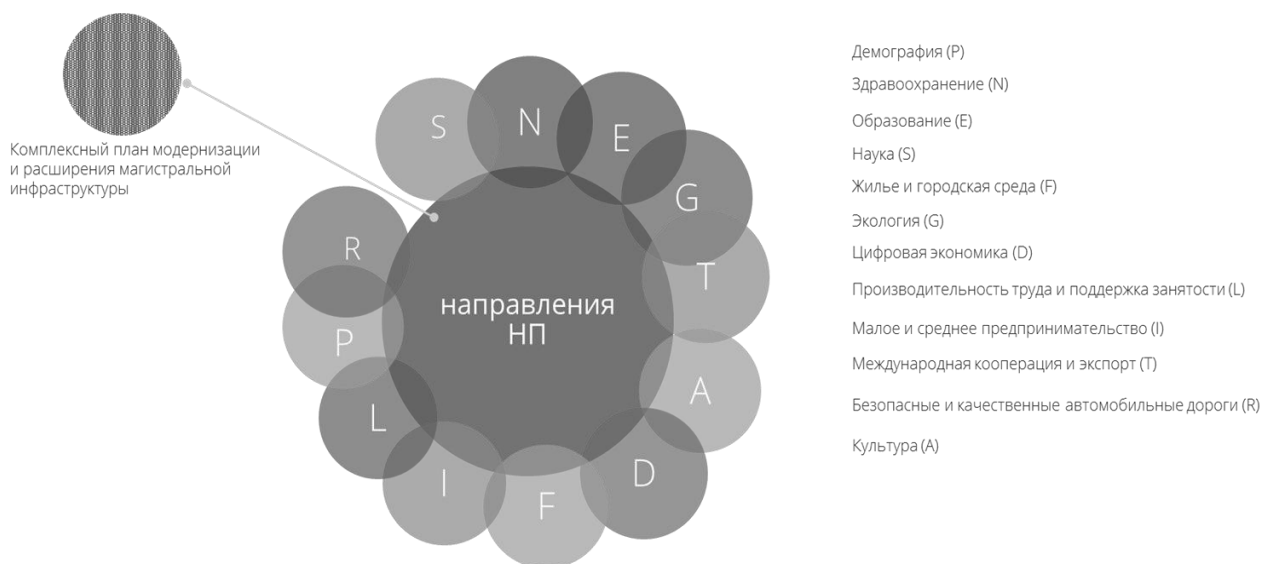 Комплексный план модернизации
и расширения магистральной
инфраструктуры
S
N
E
G
T
A
D
F
I
L
P
R
направления
НП
Демография (P)
Здравоохранение (N)
Образование (E)
Наука (S)
Жилье и городская среда (F)
Экология (G)
Цифровая экономика (D)
Производительность труда и поддержка занятости (L)
Малое и среднее предпринимательство (I)
Международная кооперация и экспорт (T)
Безопасные и качественные автомобильные дороги (R)
Культура (A)